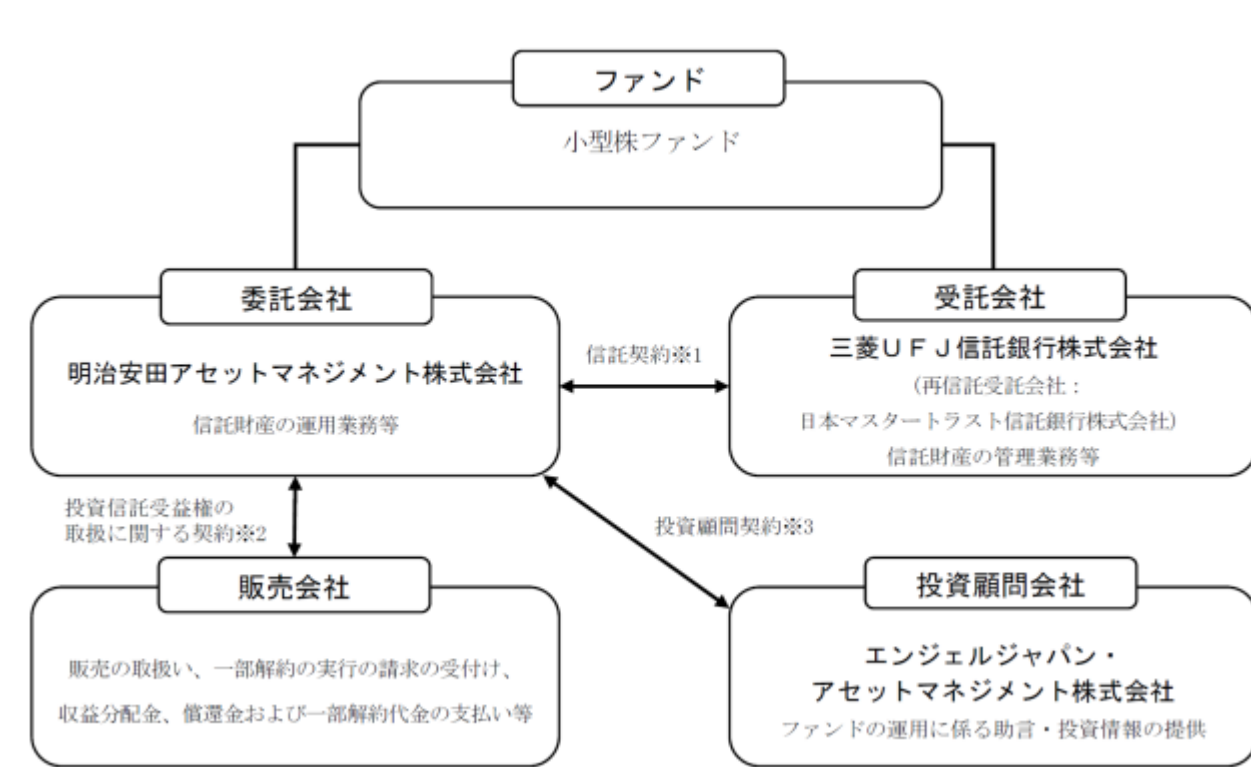 ファンド
小型株ファンド
委託会社
明治安田アセットマネジメント株式会社
信託財産の運用業務等
信託契約※1
受託会社
三菱UFJ信託銀行株式会社
（再信託受託会社：
日本マスタートラスト信託銀行株式会社）
信託財産の管理業務等
投資信託受益権の
取扱に関する契約※2
投資顧問契約※3
販売会社
販売の取扱い、一部解約の実行の請求の受付け、
収益分配金、償還金および一部解約代金の支払い等
投資顧問会社
エンジェルジャパン・
アセットマネジメント株式会社
ファンドの運用に係る助言・投資情報の提供